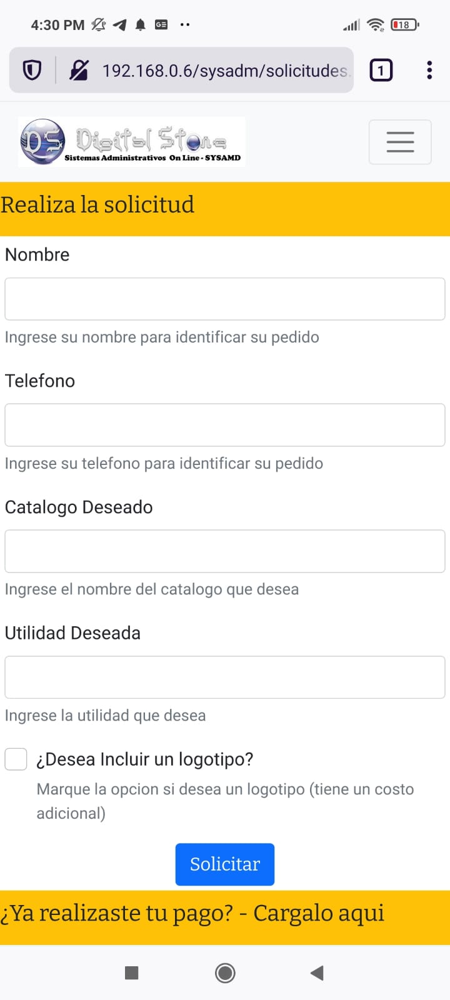 4:30 PM
18
192.168.0.6/sysadm/solicitudes.
1
DS Digital Stone
Sistemas Administrativos On Line - SYSAMD
Realiza la solicitud
Nombre
Ingrese su nombre para identificar su pedido
Telefono
Ingrese su telefono para identificar su pedido
Catalogo Deseado
Ingrese el nombre del catalogo que desea
Utilidad Deseada
Ingrese la utilidad que desea
¿Desea Incluir un logotipo?
Marque la opcion si desea un logotipo (tiene un costo
adicional)
Solicitar
¿Ya realizaste tu pago? - Cargalo aqui